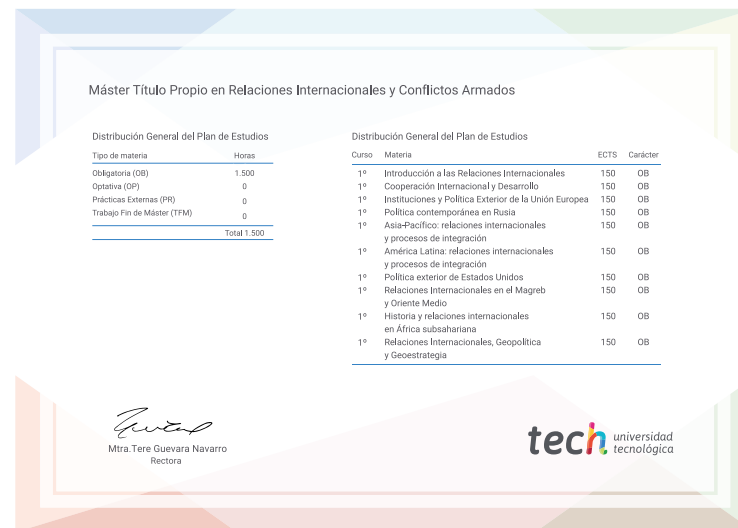 Máster Título Propio en Relaciones Internacionales y Conflictos Armados
Distribución General del Plan de Estudios
Tipo de materia Horas
Obligatoria (OB) 1.500
Optativa (OP) 0
Prácticas Externas (PR) 0
Trabajo Fin de Máster (TFM) 0
Total 1.500
Distribución General del Plan de Estudios
Curso Materia ECTS Carácter
1º Introducción a las Relaciones Internacionales 150 OB
1º Cooperación Internacional y Desarrollo 150 OB
1º Instituciones y Política Exterior de la Unión Europea 150 OB
1º Política contemporánea en Rusia 150 OB
1º Asia-Pacífico: relaciones internacionales 150 OB
y procesos de integración
1º América Latina: relaciones internacionales 150 OB
y procesos de integración
1º Política exterior de Estados Unidos 150 OB
1º Relaciones Internacionales en el Magreb 150 OB
y Oriente Medio
1º Historia y relaciones internacionales 150 OB
en África subsahariana
1º Relaciones Internacionales, Geopolítica 150 OB
y Geoestrategia
Mtra.Tere Guevara Navarro
Rectora
tech universidad
tecnológica